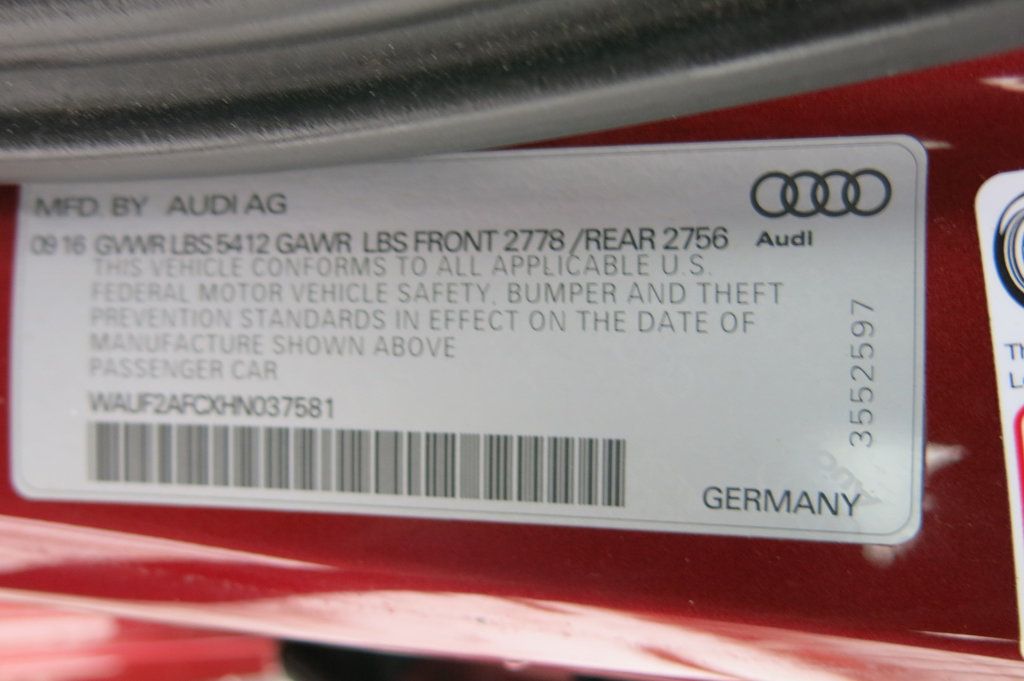 MFD. BY AUDI AG
09 16 GVWR LBS 5412 GAWR LBS FRONT 2778 /REAR 2756
Audi
THIS VEHICLE CONFORMS TO ALL APPLICABLE U.S.
FEDERAL MOTOR VEHICLE SAFETY, BUMPER AND THEFT
PREVENTION STANDARDS IN EFFECT ON THE DATE OF
MANUFACTURE SHOWN ABOVE
PASSENGER CAR
WAUF2AFCXHN037581
3552597
GERMANY